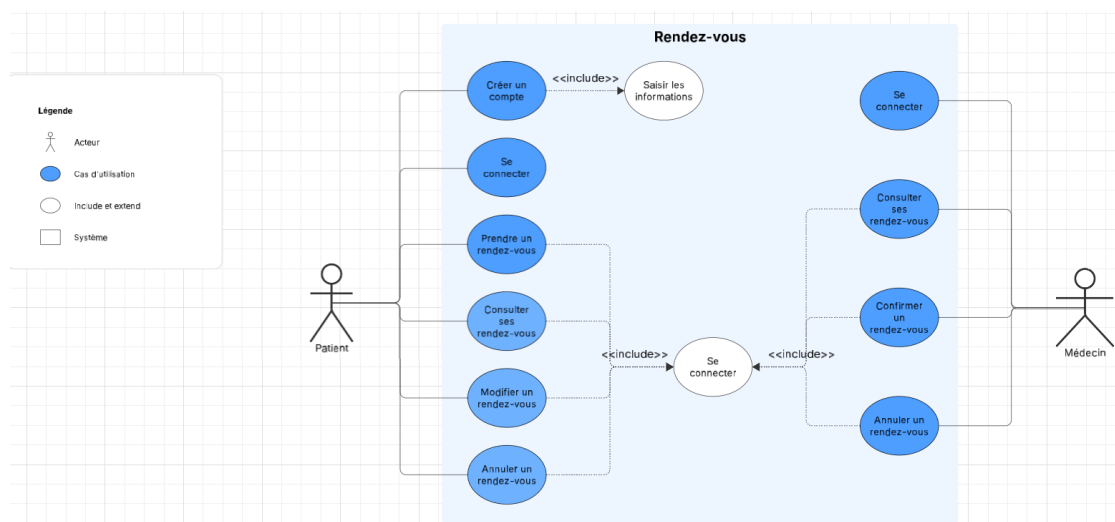 Rendez-vous
Légende
Acteur
Cas d'utilisation
Include et extend
Système
Créer un
compte
<<include>>
Saisir les
informations
Se
connecter
Prendre un
rendez-vous
Consulter
ses
rendez-vous
Modifier un
rendez-vous
Annuler un
rendez-vous
Patient
<<include>>
Se
connecter
<<include>>
Se
connecter
Consulter
ses
rendez-vous
Confirmer
un
rendez-vous
Annuler un
rendez-vous
Médecin